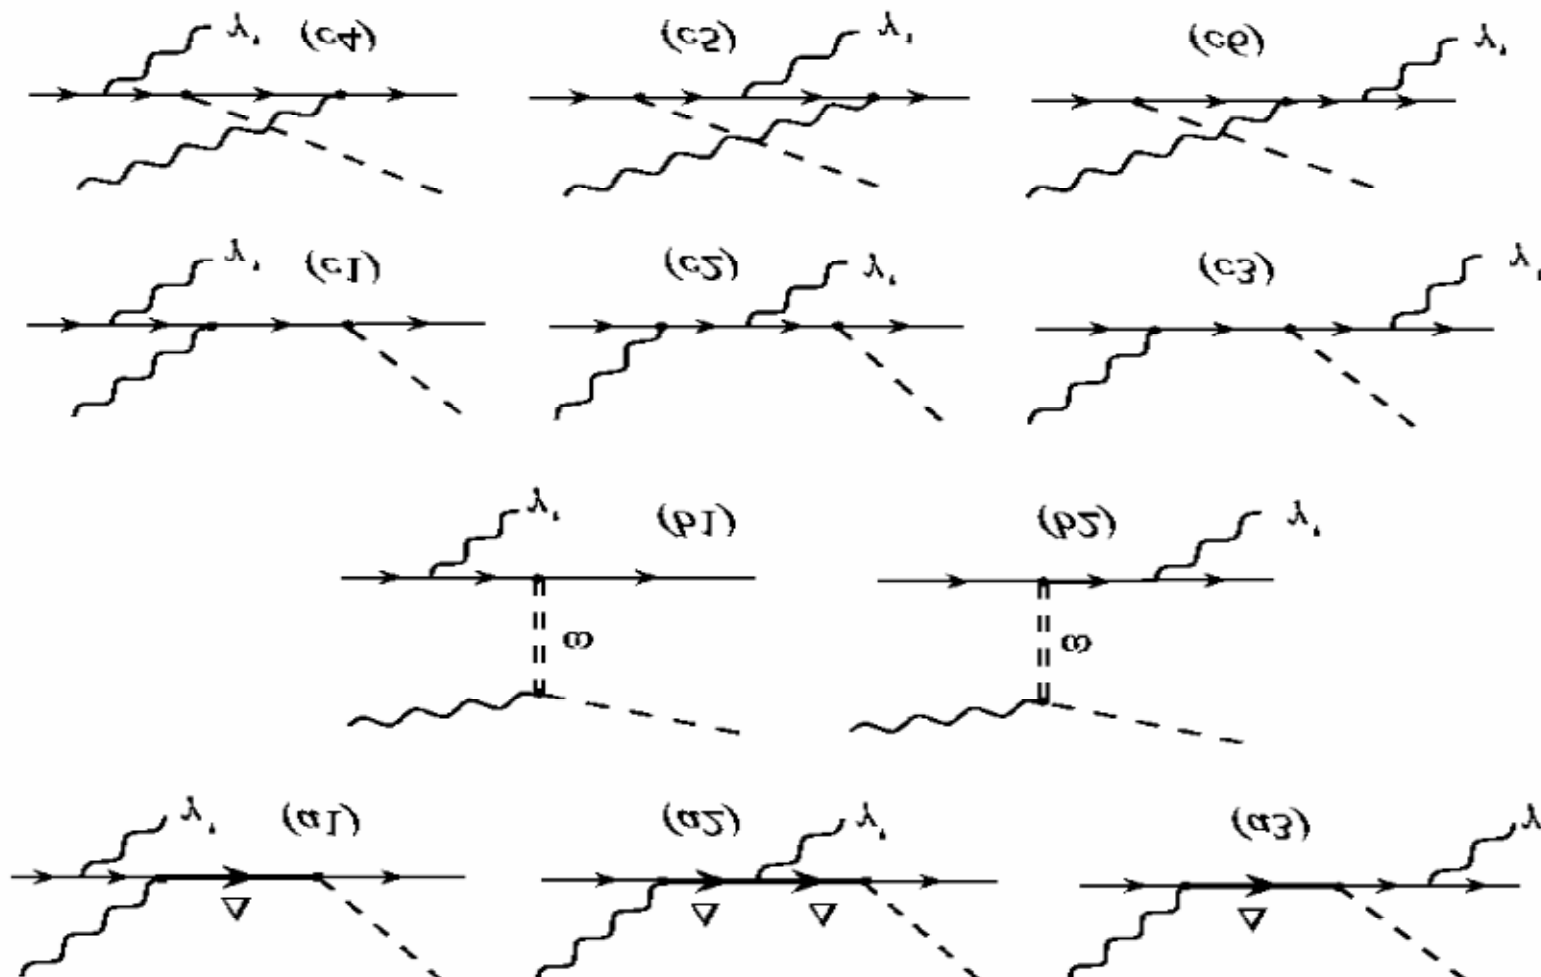 Δ Δ Δ Δ
γ' (a1) (a2) γ' (a3) γ
ω ω
γ' (b1) (b2) γ'
γ' (c1) (c2) γ' (c3) γ'
γ' (c4) (c5) γ' (c6) γ'